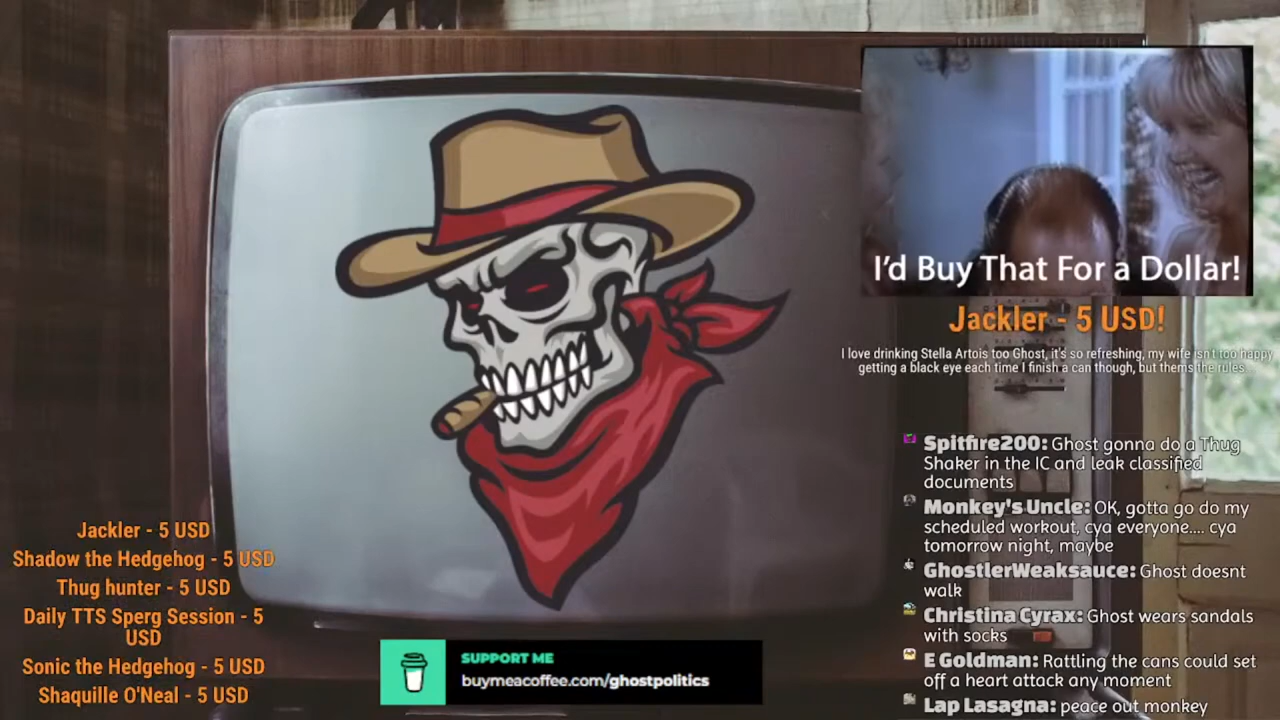 I'd Buy That For a Dollar!
Jackler - 5 USD!
I love drinking Stella Artois too Ghost, it's so refreshing, my wife isn't too happy
getting a black eye each time I finish a can though, but thems the rules.
Spitfire200: Ghost gonna do a Thug
Shaker in the IC and leak classified
documents
Monkey's Uncle: OK, gotta go do my
scheduled workout, cya everyone.... cya
tomorrow night, maybe
GhostlerWeaksauce: Ghost doesnt
walk
Christina Cyrax: Ghost wears sandals
with socks
E Goldman: Rattling the cans could set
off a heart attack any moment
Lap Lasagna: peace out monkey
Jackler - 5 USD
Shadow the Hedgehog - 5 USD
Thug hunter - 5 USD
Daily TTS Sperg Session - 5
USD
Sonic the Hedgehog - 5 USD
Shaquille O'Neal - 5 USD
SUPPORT ME
buymeacoffee.com/ghostpolitics